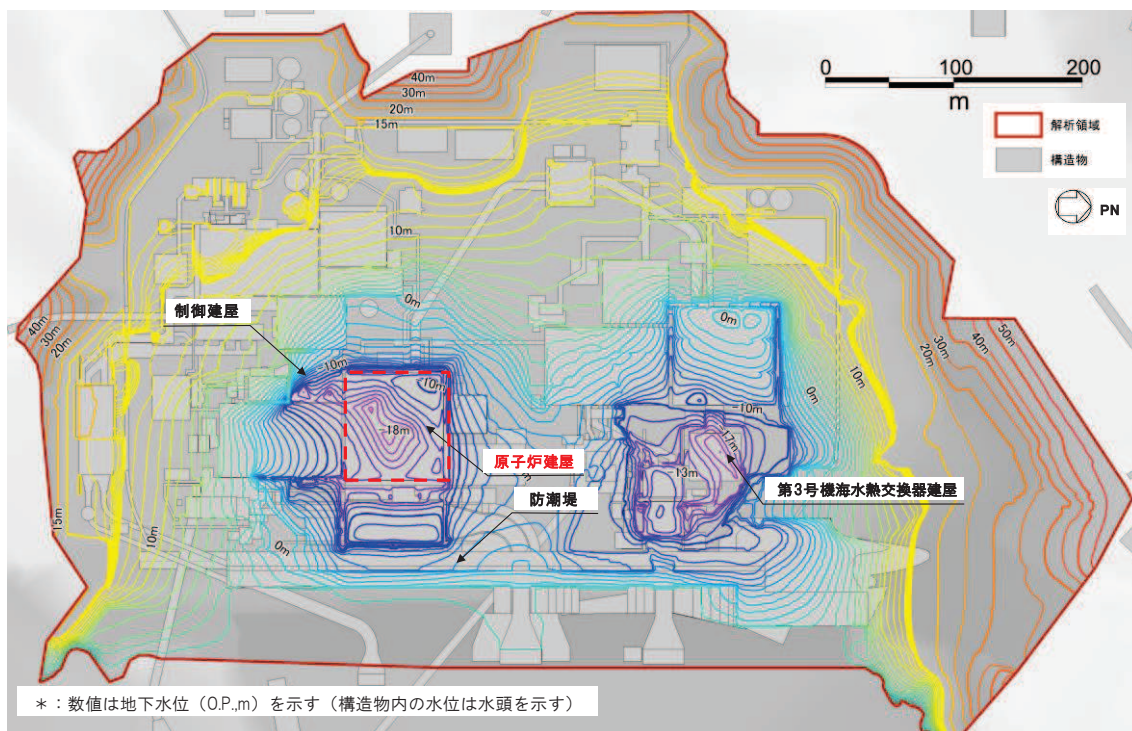 0 100 200
m
解析領域
構造物
PN
40m
30m
20m
15m
10m
0m
0m
制御建屋
40m
30m
20m
-10m
10m
-18m
原子炉建屋
防潮堤
-10m
-17m
13m
第3号機海水熱交換器建屋
0m
10m
20m
30m
40m
50m
15m
10m
0m
*:数値は地下水位(O.P.,m)を示す(構造物内の水位は水頭を示す)